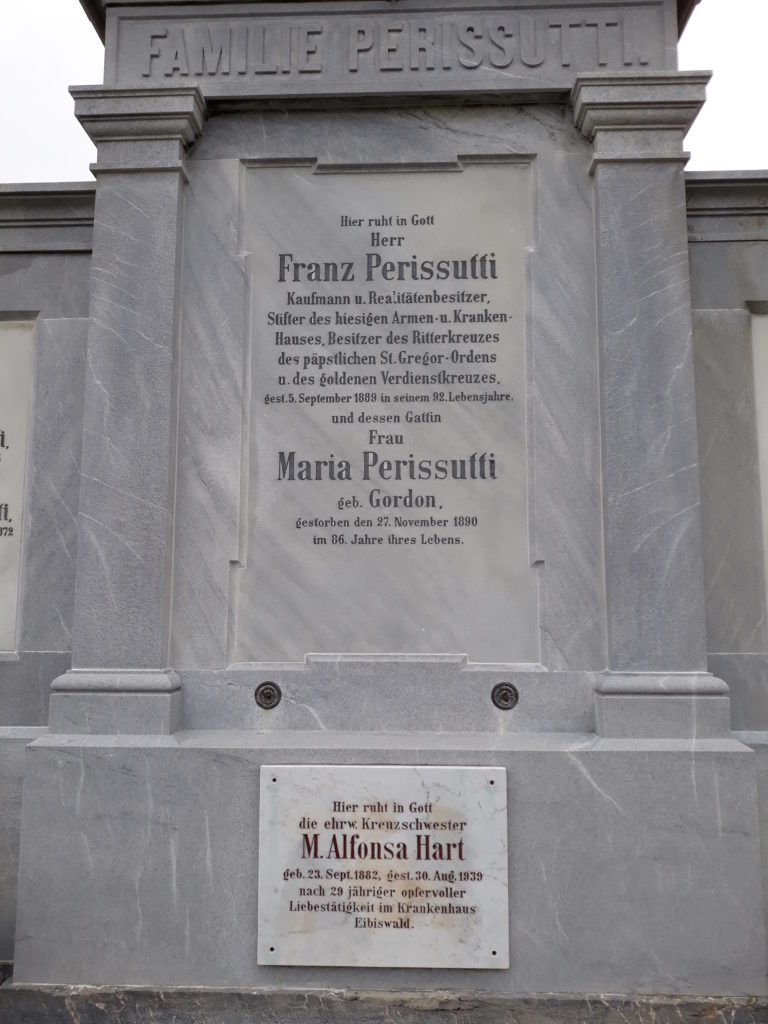 FAMILIE PERISSUTTI.
Hier ruht in Gott
Herr
Franz Perissutti
Kaufmann u. Realitätenbesitzer,
Stifter des hiesigen Armen- u. Kranken-
Hauses, Besitzer des Ritterkreuzes
des päpstlichen St. Gregor-Ordens
u. des goldenen Verdienstkreuzes,
gest. 5. September 1889 in seinem 92. Lebensjahre.
und dessen Gattin
Frau
Maria Perissutti
geb. Gordon,
gestorben den 27. November 1890
im 86. Jahre ihres Lebens.
Hier ruht in Gott
die ehrw. Kreuzschwester
M. Alfonsa Hart
geb. 23. Sept. 1882, gest. 30. Aug. 1939
nach 29 jähriger opfervoller
Liebestätigkeit im Krankenhaus
Eibiswald.